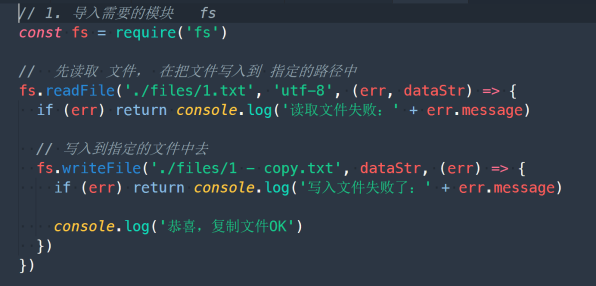 // 1. 导入需要的模块   fs
const fs = require('fs')
//  先读取 文件， 在把文件写入到 指定的路径中
fs.readFile('./files/1.txt', 'utf-8', (err, dataStr) => {
  if (err) return console.log('读取文件失败：' + err.message)
  // 写入到指定的文件中去
  fs.writeFile('./files/1 - copy.txt', dataStr, (err) => {
    if (err) return console.log('写入文件失败了：' + err.message)
    console.log('恭喜，复制文件OK')
  })
})